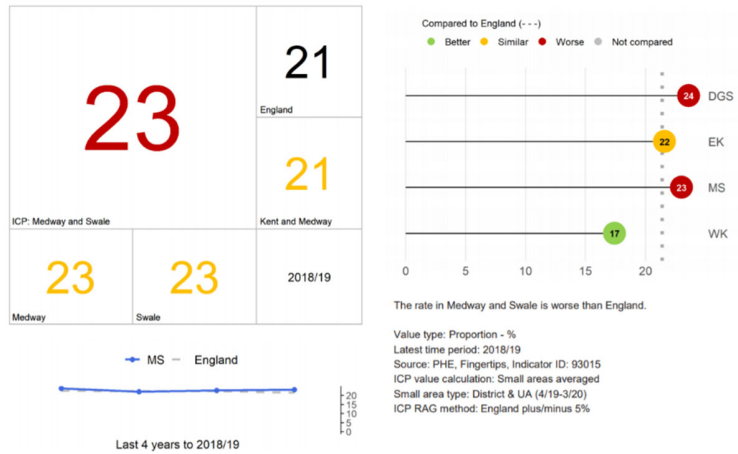 23
ICP: Medway and Swale
21
England
21
Kent and Medway
23
Medway
23
Swale
2018/19
MS England
20
15
10
5
0
Last 4 years to 2018/19
Compared to England (- - -)
Better Similar Worse Not compared
24 DGS
22 EK
23 MS
17 WK
0 5 10 15 20
The rate in Medway and Swale is worse than England.
Value type: Proportion - %
Latest time period: 2018/19
Source: PHE, Fingertips, Indicator ID: 93015
ICP value calculation: Small areas averaged
Small area type: District & UA (4/19-3/20)
ICP RAG method: England plus/minus 5%